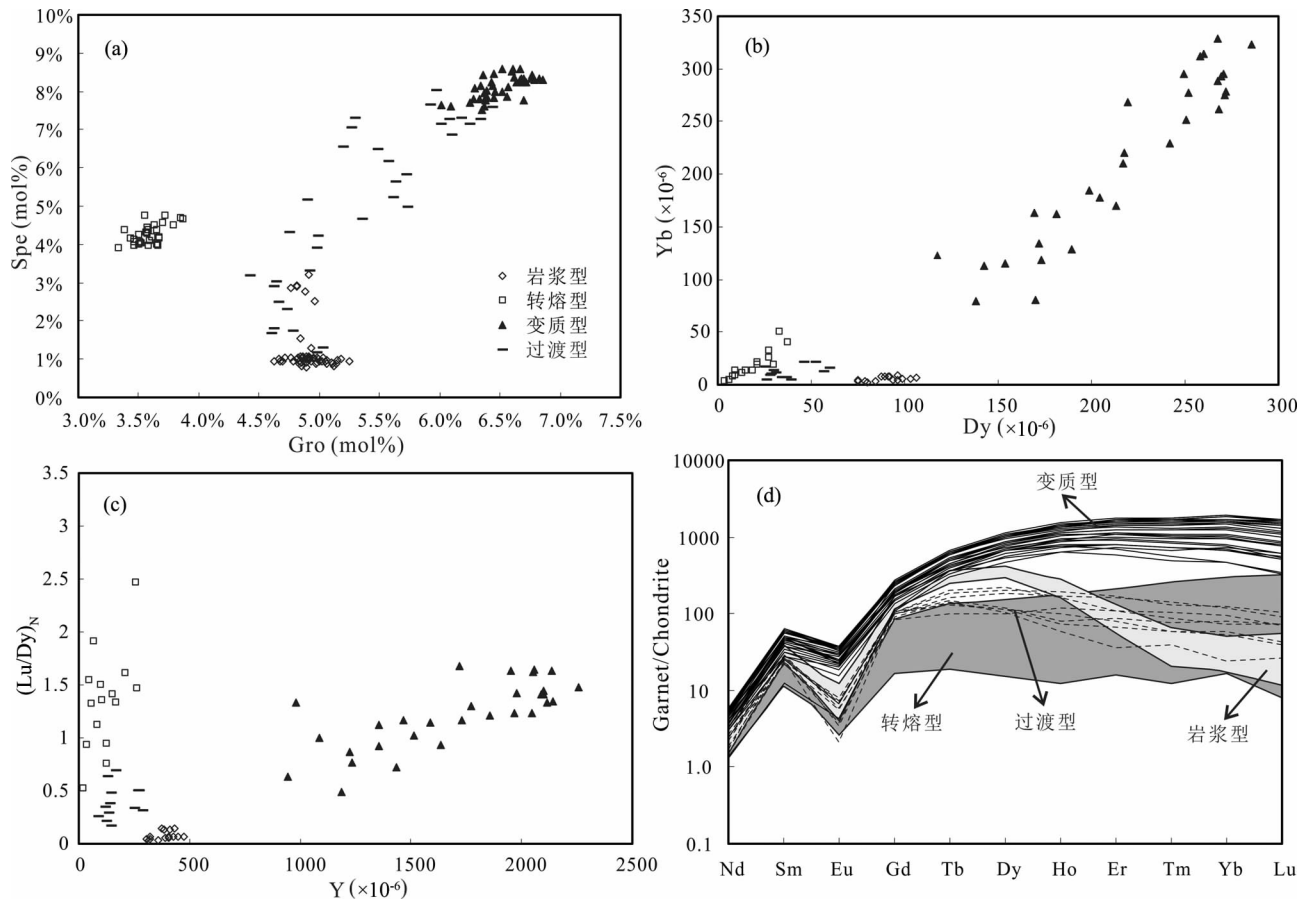 (a)
10%
9%
8%
7%
6%
5%
4%
3%
2%
1%
0%
Spe (mol%)
岩浆型
转熔型
变质型
过渡型
3.0% 3.5% 4.0% 4.5% 5.0% 5.5% 6.0% 6.5% 7.0% 7.5%
Gro (mol%)
(b)
350
300
250
200
150
100
50
0
Yb (×10⁻⁶)
0 50 100 150 200 250 300
Dy (×10⁻⁶)
(c)
3.5
3
2.5
2
1.5
1
0.5
0
(Lu/Dy)N
0 500 1000 1500 2000 2500
Y (×10⁻⁶)
(d)
10000
1000
100
10
1.0
0.1
Garnet/Chondrite
变质型
转熔型
过渡型
岩浆型
Nd Sm Eu Gd Tb Dy Ho Er Tm Yb Lu